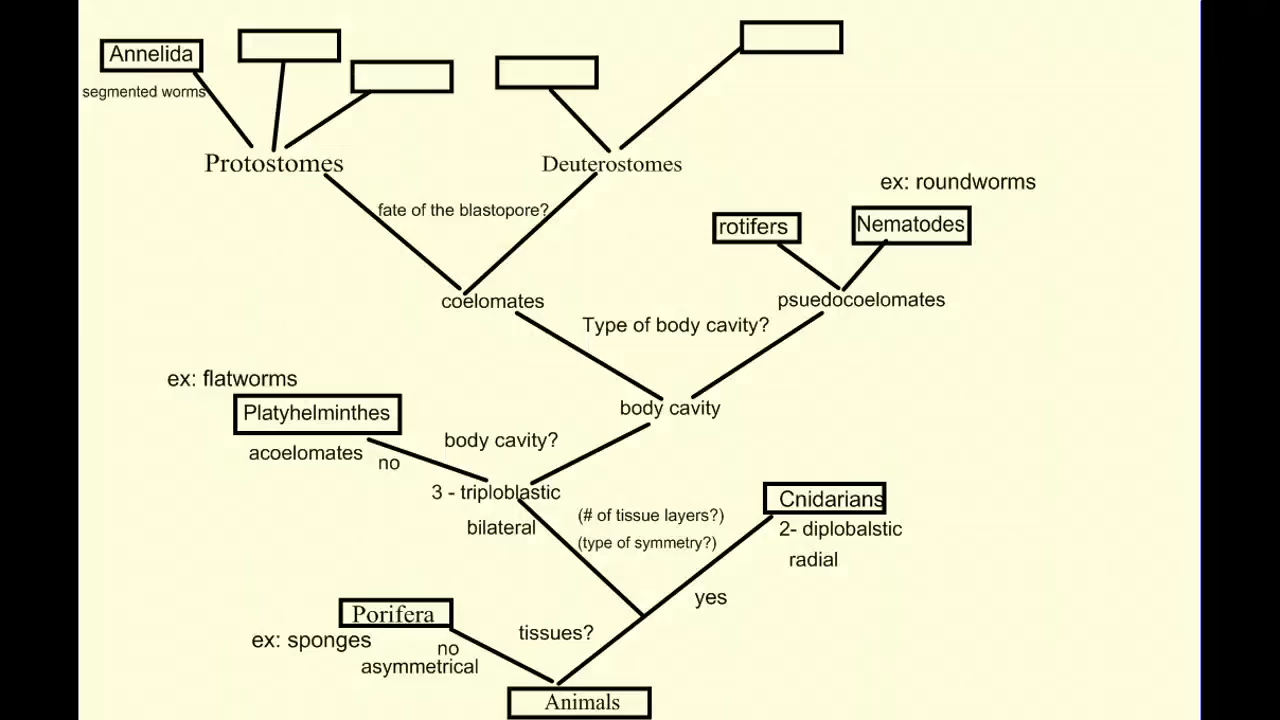 Annelida
segmented worms
Protostomes
Deuterostomes
ex: roundworms
fate of the blastopore?
rotifers
Nematodes
coelomates
psuedocoelomates
Type of body cavity?
ex: flatworms
Platyhelminthes
body cavity
acoelomates
no
body cavity?
3 - triploblastic
bilateral
(# of tissue layers?)
(type of symmetry?)
Cnidarians
2- diplobalstic
radial
yes
Porifera
ex: sponges
no
asymmetrical
tissues?
Animals